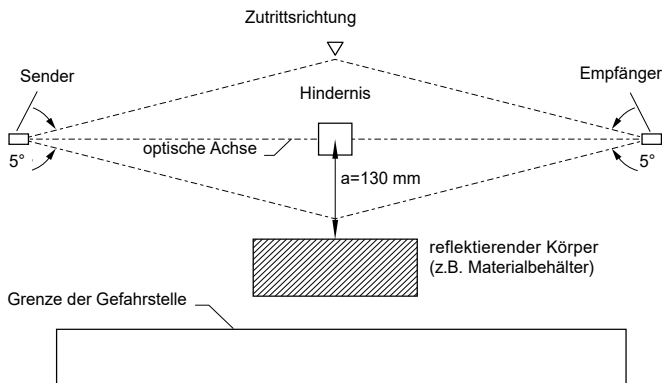 Zutrittsrichtung
Sender
Empfänger
Hindernis
optische Achse
5°
5°
a=130 mm
reflektierender Körper
(z.B. Materialbehälter)
Grenze der Gefahrstelle